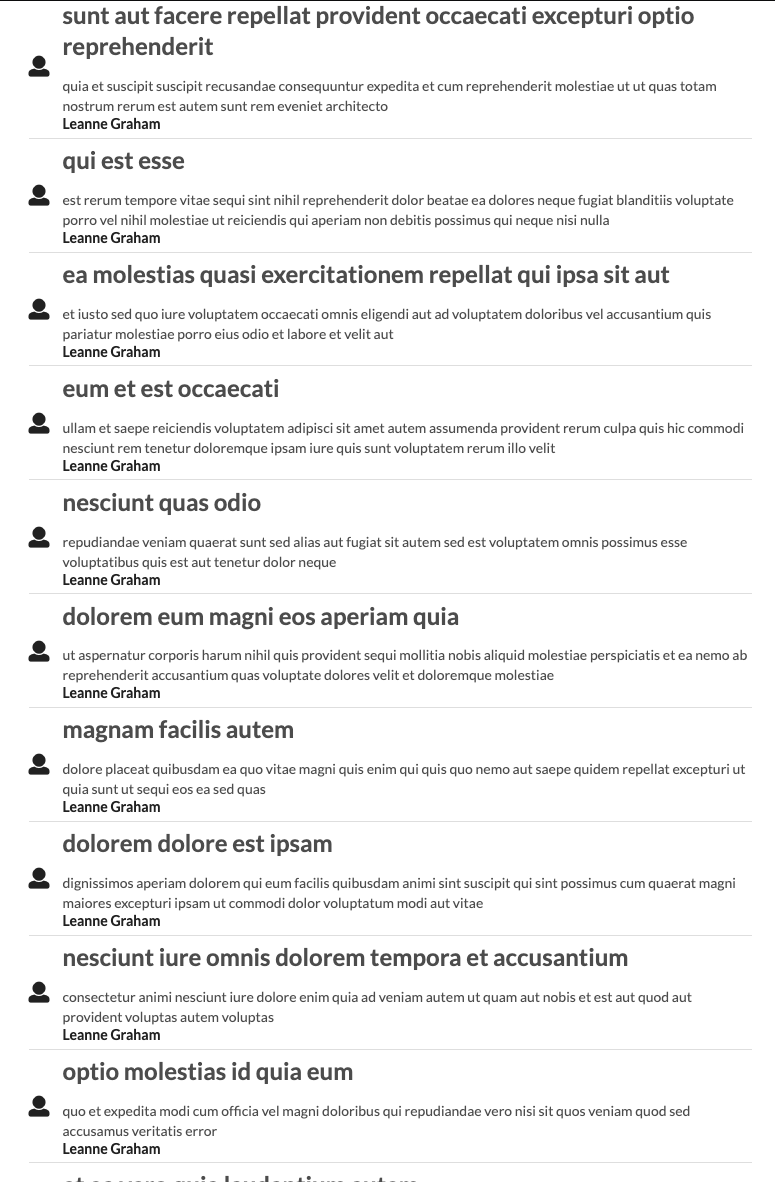 sunt aut facere repellat provident occaecati excepturi optio
reprehenderit
quia et suscipit suscipit recusandae consequuntur expedita et cum reprehenderit molestiae ut ut quas totam
nostrum rerum est autem sunt rem eveniet architecto
Leanne Graham
qui est esse
est rerum tempore vitae sequi sint nihil reprehenderit dolor beatae ea dolores neque fugiat blanditiis voluptate
porro vel nihil molestiae ut reiciendis qui aperiam non debitis possimus qui neque nisi nulla
Leanne Graham
ea molestias quasi exercitationem repellat qui ipsa sit aut
et iusto sed quo iure voluptatem occaecati omnis eligendi aut ad voluptatem doloribus vel accusantium quis
pariatur molestiae porro eius odio et labore et velit aut
Leanne Graham
eum et est occaecati
ullam et saepe reiciendis voluptatem adipisci sit amet autem assumenda provident rerum culpa quis hic commodi
nesciunt rem tenetur doloremque ipsam iure quis sunt voluptatem rerum illo velit
Leanne Graham
nesciunt quas odio
repudiandae veniam quaerat sunt sed alias aut fugiat sit autem sed est voluptatem omnis possimus esse
voluptatibus quis est aut tenetur dolor neque
Leanne Graham
dolorem eum magni eos aperiam quia
ut aspernatur corporis harum nihil quis provident sequi mollitia nobis aliquid molestiae perspiciatis et ea nemo ab
reprehenderit accusantium quas voluptate dolores velit et doloremque molestiae
Leanne Graham
magnam facilis autem
dolore placeat quibusdam ea quo vitae magni quis enim qui quis quo nemo aut saepe quidem repellat excepturi ut
quia sunt ut sequi eos ea sed quas
Leanne Graham
dolorem dolore est ipsam
dignissimos aperiam dolorem qui eum facilis quibusdam animi sint suscipit qui sint possimus cum quaerat magni
maiores excepturi ipsam ut commodi dolor voluptatum modi aut vitae
Leanne Graham
nesciunt iure omnis dolorem tempora et accusantium
consectetur animi nesciunt iure dolore enim quia ad veniam autem ut quam aut nobis et est aut quod aut
provident voluptas autem voluptas
Leanne Graham
optio molestias id quia eum
quo et expedita modi cum officia vel magni doloribus qui repudiandae vero nisi sit quos veniam quod sed
accusamus veritatis error
Leanne Graham